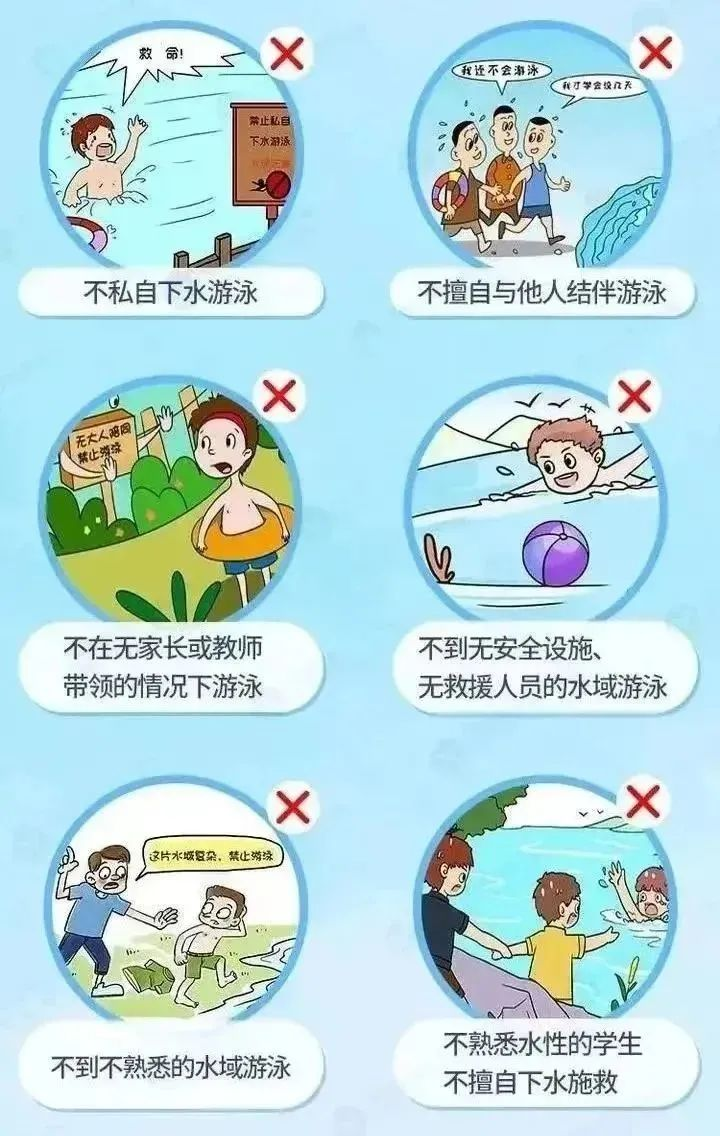 救 命!
禁止私自
下水游泳
不私自下水游泳
我还不会游泳
我才学会没几天
不擅自与他人结伴游泳
无大人陪同
禁止游泳
不在无家长或教师
带领的情况下游泳
不到无安全设施、
无救援人员的水域游泳
这片水域复杂，禁止游泳
不到不熟悉的水域游泳
不熟悉水性的学生
不擅自下水施救